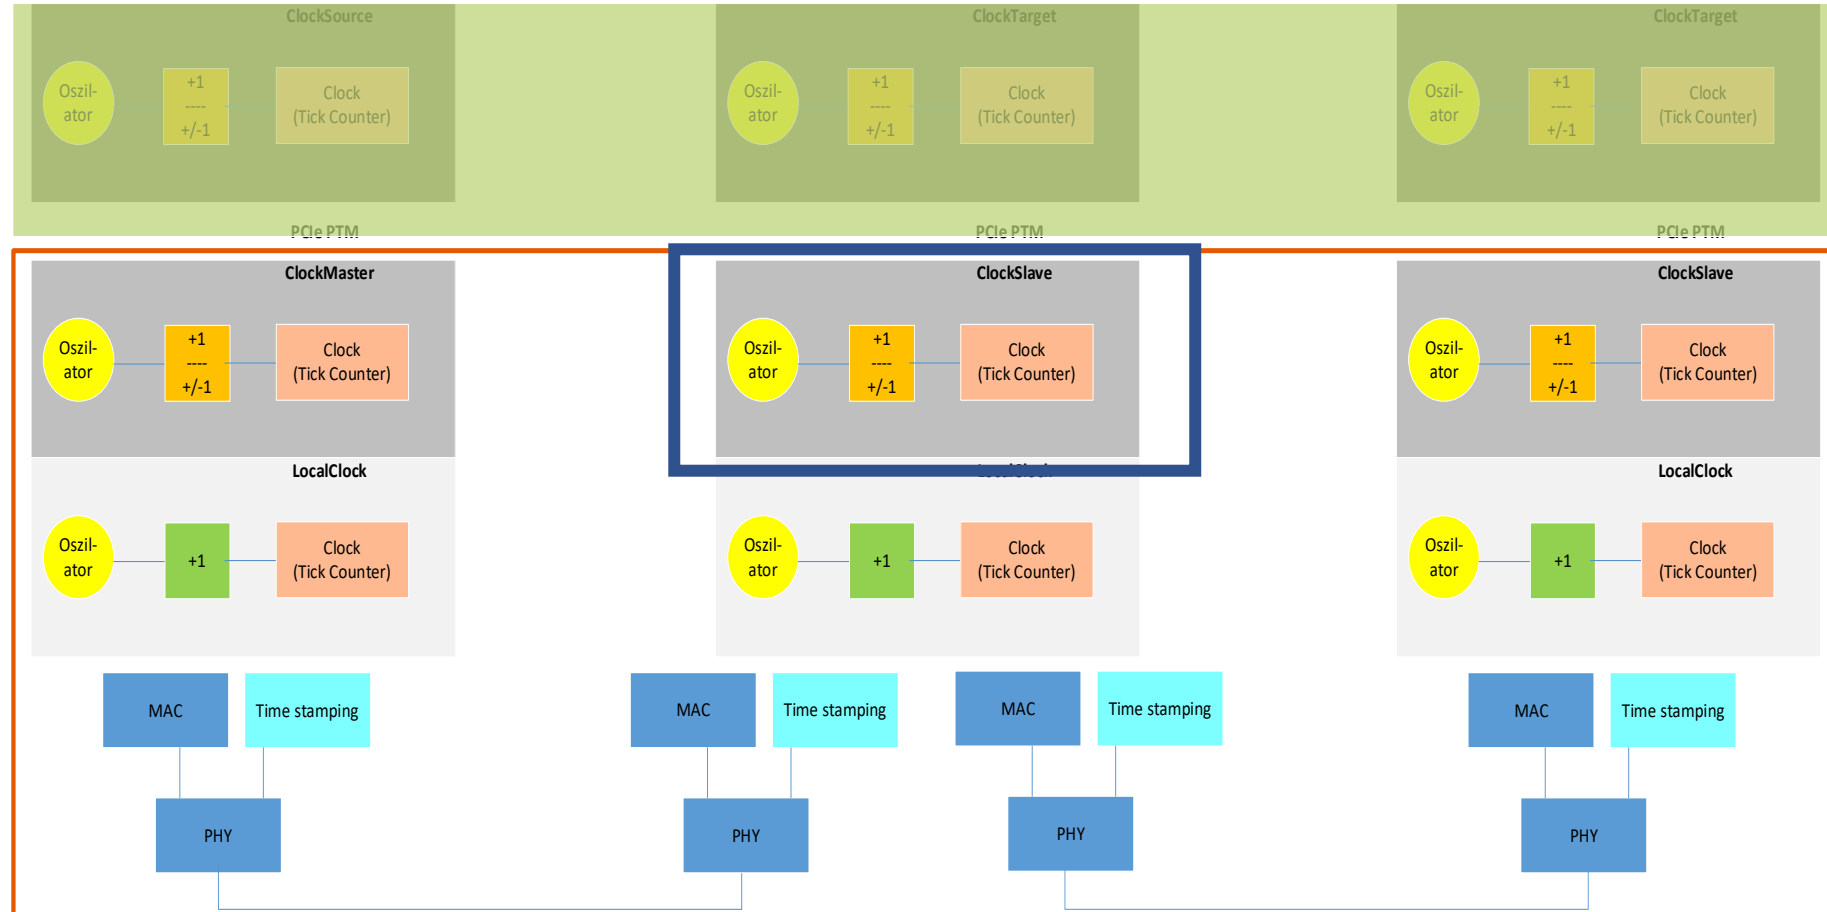 ClockSource
ClockTarget
ClockTarget
Oszil-
ator
+1
----
+/-1
Clock
(Tick Counter)
Oszil-
ator
+1
----
+/-1
Clock
(Tick Counter)
Oszil-
ator
+1
----
+/-1
Clock
(Tick Counter)
PCIe PTM
PCIe PTM
PCIe PTM
ClockMaster
ClockSlave
ClockSlave
Oszil-
ator
+1
----
+/-1
Clock
(Tick Counter)
Oszil-
ator
+1
----
+/-1
Clock
(Tick Counter)
Oszil-
ator
+1
----
+/-1
Clock
(Tick Counter)
LocalClock
LocalClock
LocalClock
Oszil-
ator
+1
Clock
(Tick Counter)
Oszil-
ator
+1
Clock
(Tick Counter)
Oszil-
ator
+1
Clock
(Tick Counter)
MAC
Time stamping
MAC
Time stamping
MAC
Time stamping
MAC
Time stamping
PHY
PHY
PHY
PHY